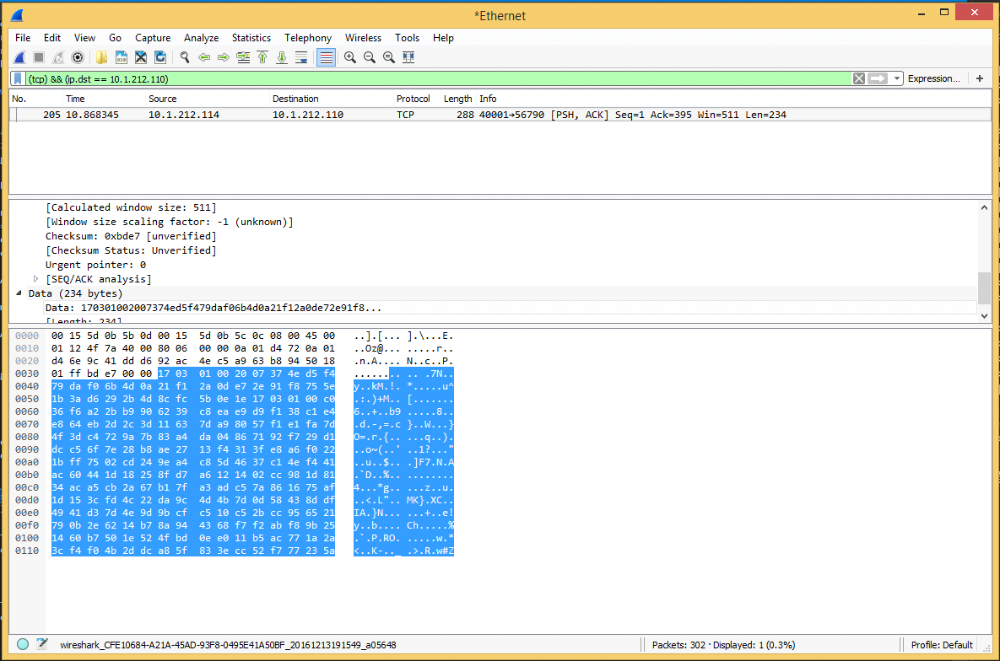 *Ethernet
File Edit View Go Capture Analyze Statistics Telephony Wireless Tools Help
(tcp) && (ip.dst == 10.1.212.110) Expression... +
No. Time Source Destination Protocol Length Info
205 10.868345 10.1.212.114 10.1.212.110 TCP 288 40001→56790 [PSH, ACK] Seq=1 Ack=395 Win=511 Len=234
[Calculated window size: 511]
[Window size scaling factor: -1 (unknown)]
Checksum: 0xbde7 [unverified]
[Checksum Status: Unverified]
Urgent pointer: 0
[SEQ/ACK analysis]
Data (234 bytes)
Data: 170301002007374ed5f479daf06b4d0a21f12a0de72e91f8...
[Length: 234]
0000 00 15 5d 0b 5b 0d 00 15 5d 0b 5c 0c 08 00 45 00 ..].[... ].\...E.
0010 01 12 4f 7a 40 00 80 06 00 00 0a 01 d4 72 0a 01 ..Oz@... .....r..
0020 d4 6e 9c 41 dd d6 92 ac 4e c5 a9 63 b8 94 50 18 .n.A.... N..c..P.
0030 01 ff bd e7 00 00 17 03 01 00 20 07 37 4e d5 f4 ........ .. .7N..
0040 79 da f0 6b 4d 0a 21 f1 2a 0d e7 2e 91 f8 75 5e y..kM.!. *.....u^
0050 1b 3a d6 29 2b 4d 8c fc 5b 0e 1e 17 03 01 00 c0 .:.)+M.. [.......
0060 36 f6 a2 2b b9 90 62 39 c8 ea e9 d9 f1 38 c1 e4 6..+..b9 .....8..
0070 e8 64 eb 2d 2c 3d 11 63 7d a9 80 57 f1 e1 fa 7d .d.-,=.c }..W...}
0080 4f 3d c4 72 9a 7b 83 a4 da 04 86 71 92 f7 29 d1 O=.r.{.. ...q..).
0090 dc c5 6f 7e 28 b8 ae 27 13 f4 31 3f e8 a6 f0 22 ..o~(..' ..1?..."
00a0 1b ff 75 02 cd 24 9e a4 c8 5d 46 37 c1 4e f4 41 ..u..$.. .]F7.N.A
00b0 ac 60 44 1d 18 25 8f d7 a6 12 14 02 cc 98 1d 81 .`D..%.. ........
00c0 34 ac a5 cb 2a 67 b1 7f a3 ad c5 7a 86 16 75 af 4...*g.. ...z..u.
00d0 1d 15 3c fd 4c 22 da 9c 4d 4b 7d 0d 58 43 8d df ..<.L".. MK}.XC..
00e0 49 41 d3 7d 4e 9d 9b cf c5 10 c5 2b cc 95 65 21 IA.}N... ...+..e!
00f0 79 0b 2e 62 14 b7 8a 94 43 68 f7 f2 ab f8 9b 25 y..b.... Ch.....%
0100 14 60 b7 50 1e 52 4f bd 0e e0 11 b5 ac 77 1a 2a .`.P.RO. .....w.*
0110 3c f4 f0 4b 2d dc a8 5f 83 3e cc 52 f7 77 23 5a <..K-.._ .>.R.w#Z
wireshark_CFE10684-A21A-45AD-93F8-0495E41A50BF_20161213191549_a05648 Packets: 302 · Displayed: 1 (0.3%) Profile: Default